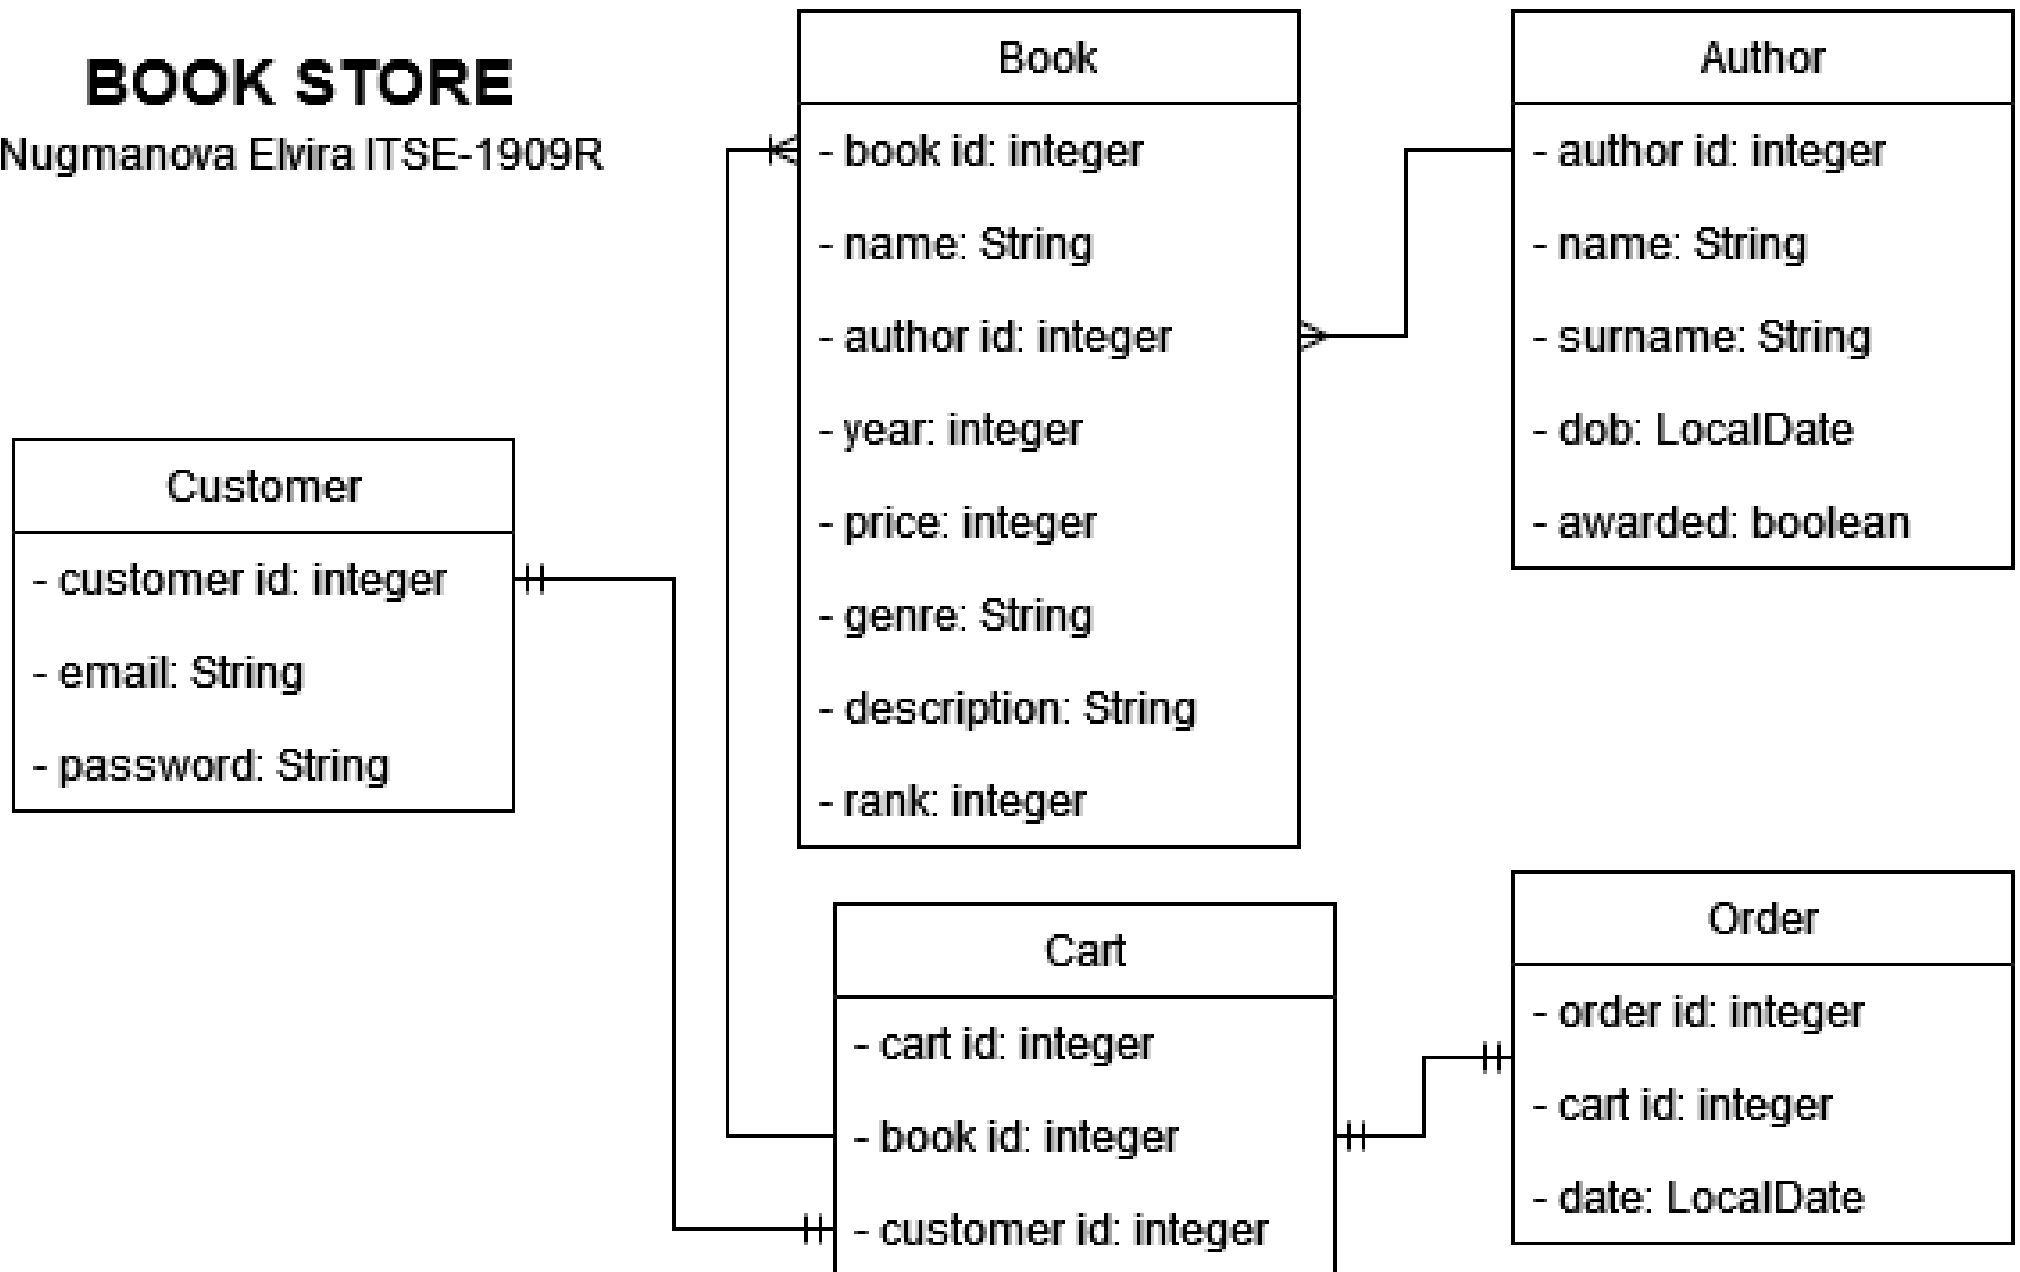 BOOK STORE
Nugmanova Elvira ITSE-1909R
Book
- book id: integer
- name: String
- author id: integer
- year: integer
- price: integer
- genre: String
- description: String
- rank: integer
Author
- author id: integer
- name: String
- surname: String
- dob: LocalDate
- awarded: boolean
Customer
- customer id: integer
- email: String
- password: String
Cart
- cart id: integer
- book id: integer
- customer id: integer
Order
- order id: integer
- cart id: integer
- date: LocalDate